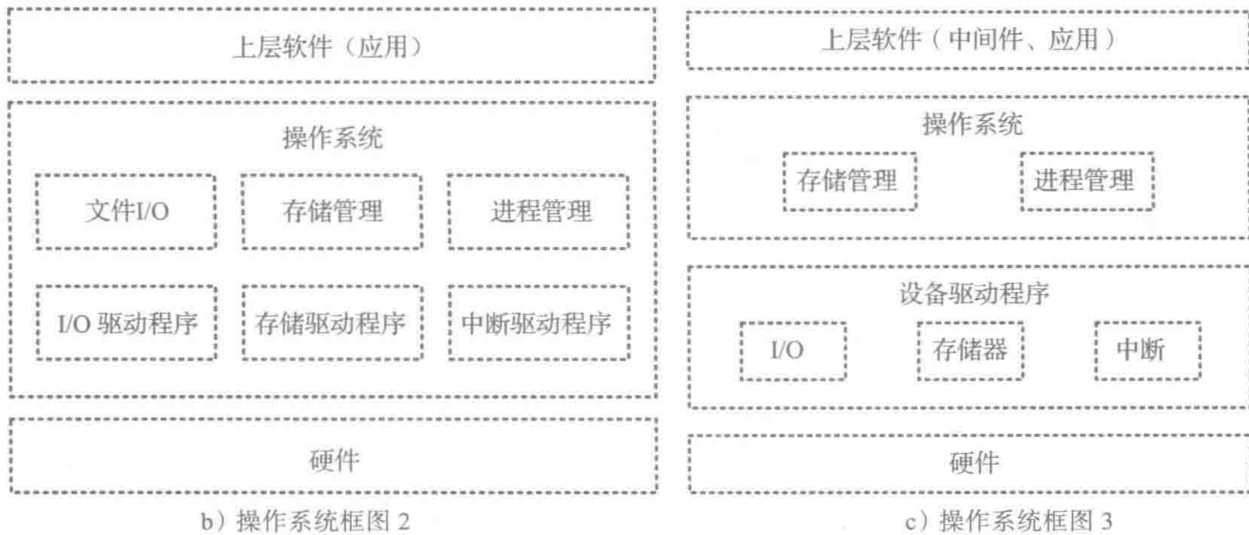 上层软件（应用）
操作系统
文件I/O
存储管理
进程管理
I/O 驱动程序
存储驱动程序
中断驱动程序
硬件
b）操作系统框图 2
上层软件（中间件、应用）
操作系统
存储管理
进程管理
设备驱动程序
I/O
存储器
中断
硬件
c）操作系统框图 3